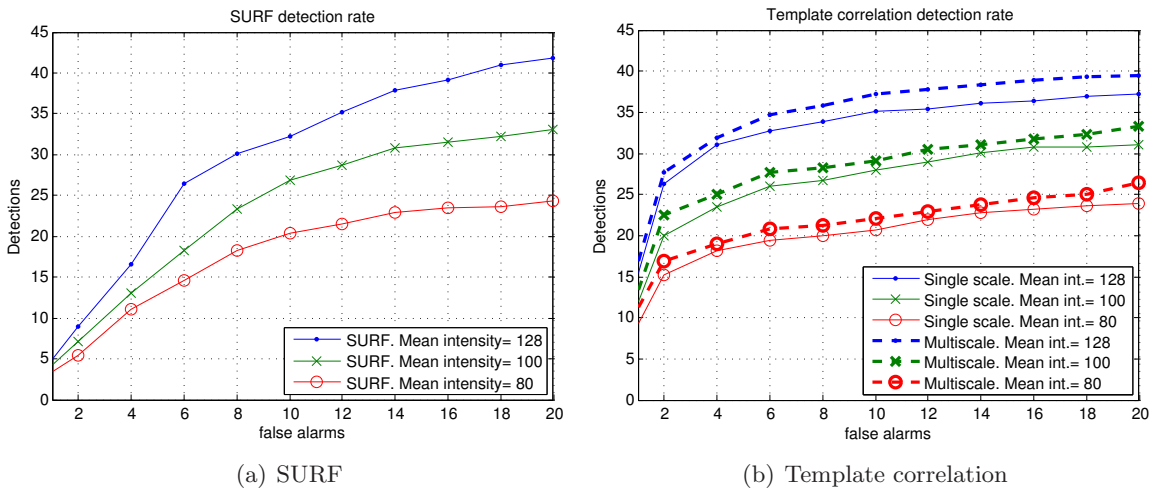 SURF detection rate
45
40
35
30
25
20
15
10
5
0
Detections
2 4 6 8 10 12 14 16 18 20
false alarms
SURF. Mean intensity= 128
SURF. Mean intensity= 100
SURF. Mean intensity= 80
(a) SURF
Template correlation detection rate
45
40
35
30
25
20
15
10
5
0
Detections
2 4 6 8 10 12 14 16 18 20
false alarms
Single scale. Mean int.= 128
Single scale. Mean int.= 100
Single scale. Mean int.= 80
Multiscale. Mean int.= 128
Multiscale. Mean int.= 100
Multiscale. Mean int.= 80
(b) Template correlation